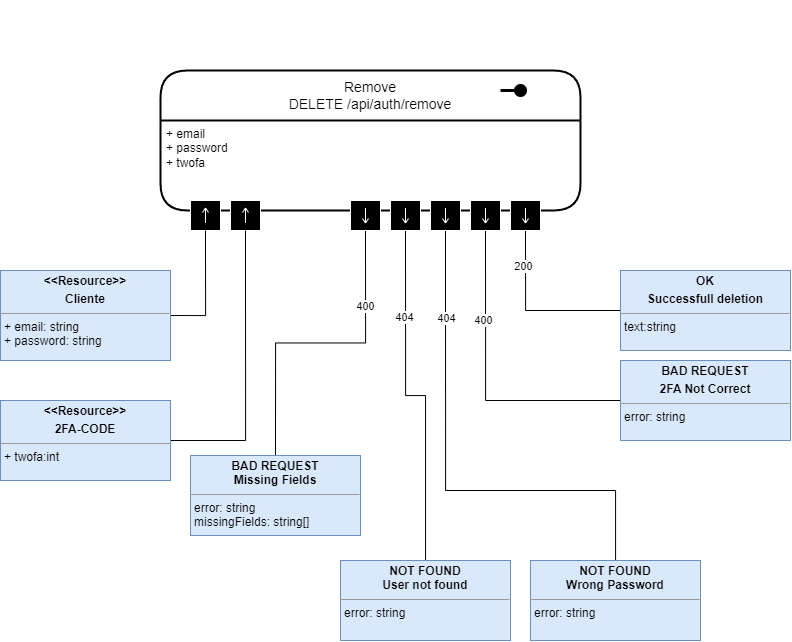 Remove
DELETE /api/auth/remove
+ email
+ password
+ twofa
<<Resource>>
Cliente
+ email: string
+ password: string
<<Resource>>
2FA-CODE
+ twofa:int
400
404
404
400
200
OK
Successfull deletion
text:string
BAD REQUEST
2FA Not Correct
error: string
BAD REQUEST
Missing Fields
error: string
missingFields: string[]
NOT FOUND
User not found
error: string
NOT FOUND
Wrong Password
error: string